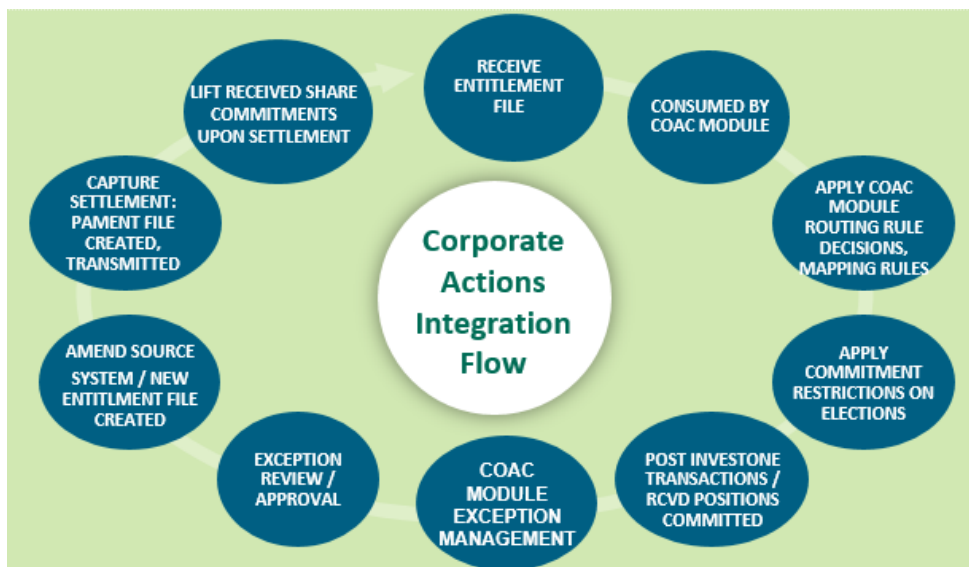 Corporate
Actions
Integration
Flow
RECEIVE
ENTITLEMENT
FILE
CONSUMED BY
COAC MODULE
APPLY COAC
MODULE
ROUTING RULE
DECISIONS,
MAPPING RULES
APPLY
COMMITMENT
RESTRICTIONS ON
ELECTIONS
POST INVESTONE
TRANSACTIONS /
RCVD POSITIONS
COMMITTED
COAC
MODULE
EXCEPTION
MANAGEMENT
EXCEPTION
REVIEW /
APPROVAL
AMEND SOURCE
SYSTEM / NEW
ENTITLMENT FILE
CREATED
CAPTURE
SETTLEMENT:
PAMENT FILE
CREATED,
TRANSMITTED
LIFT RECEIVED SHARE
COMMITMENTS
UPON SETTLEMENT